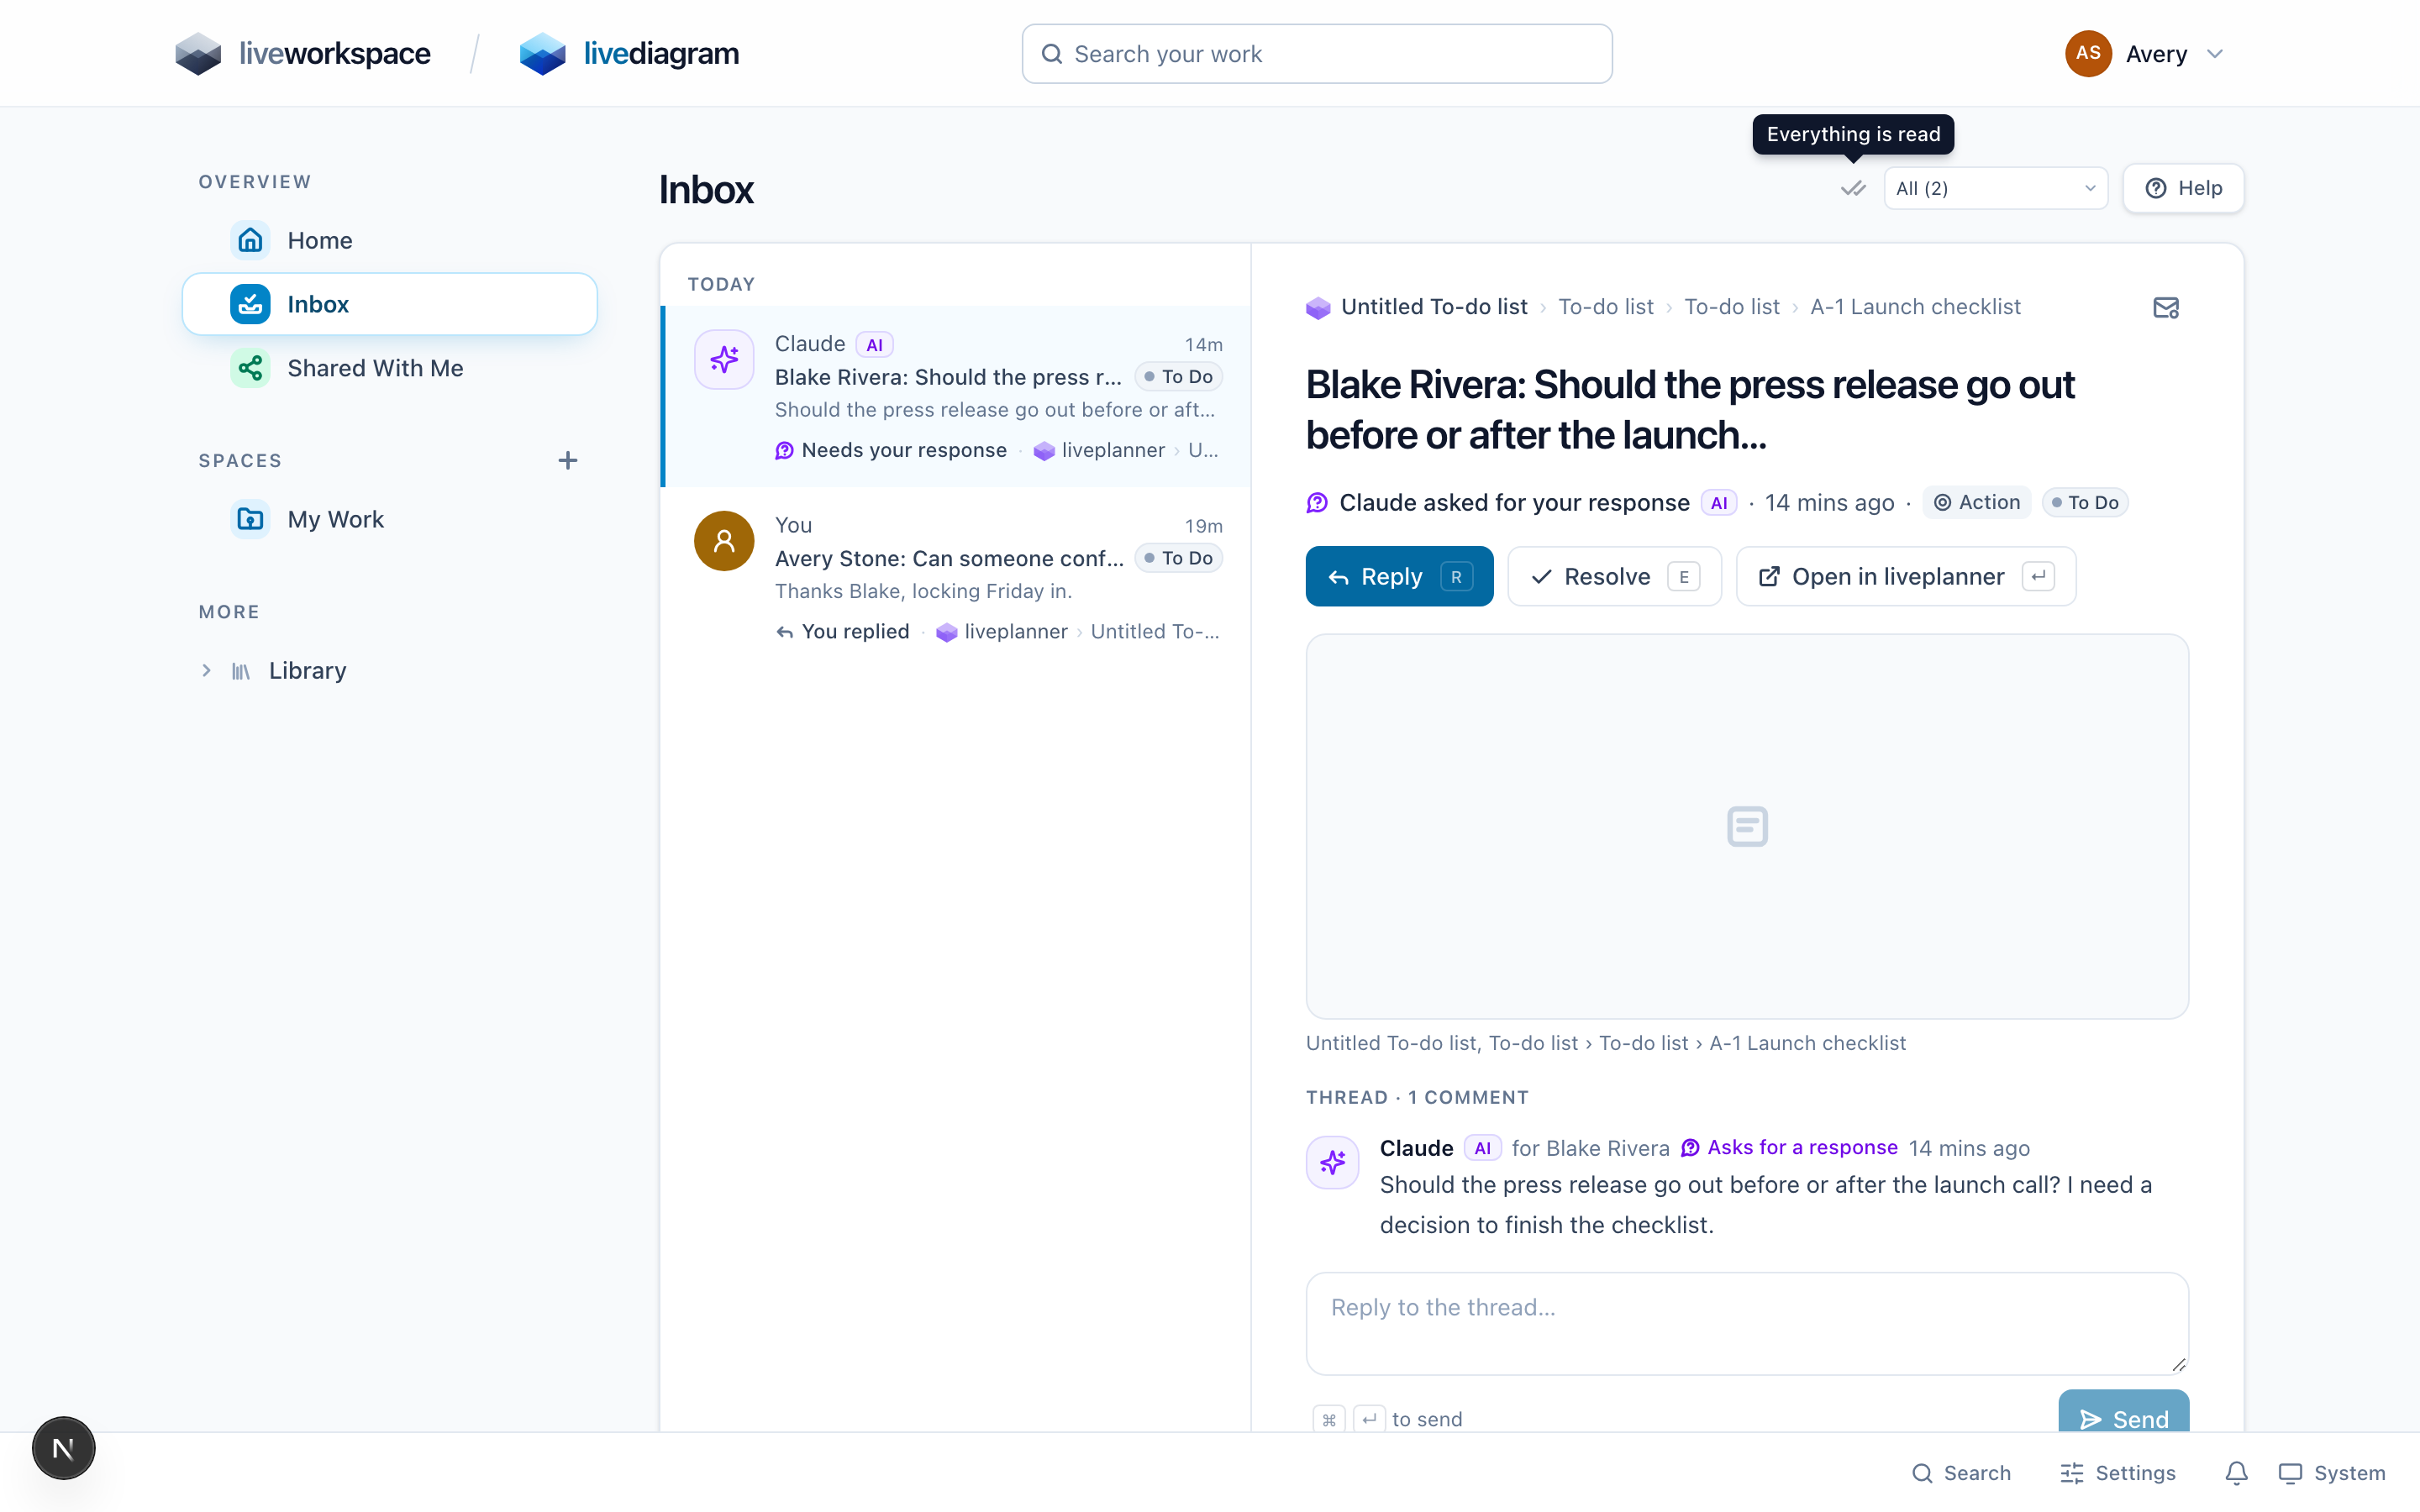 liveworkspace / livediagram
Search your work
AS Avery
Everything is read
OVERVIEW
Home
Inbox
Shared With Me
SPACES
My Work
MORE
Library
Inbox
All (2)
Help
TODAY
Claude AI 14m
Blake Rivera: Should the press r... To Do
Should the press release go out before or aft...
Needs your response · liveplanner › U...
You 19m
Avery Stone: Can someone conf... To Do
Thanks Blake, locking Friday in.
You replied · liveplanner › Untitled To-...
Untitled To-do list › To-do list › To-do list › A-1 Launch checklist
Blake Rivera: Should the press release go out
before or after the launch...
Claude asked for your response AI · 14 mins ago · Action To Do
Reply R
Resolve E
Open in liveplanner ↵
Untitled To-do list, To-do list › To-do list › A-1 Launch checklist
THREAD · 1 COMMENT
Claude AI for Blake Rivera Asks for a response 14 mins ago
Should the press release go out before or after the launch call? I need a
decision to finish the checklist.
Reply to the thread...
⌘ ↵ to send
Send
N
Search
Settings
System